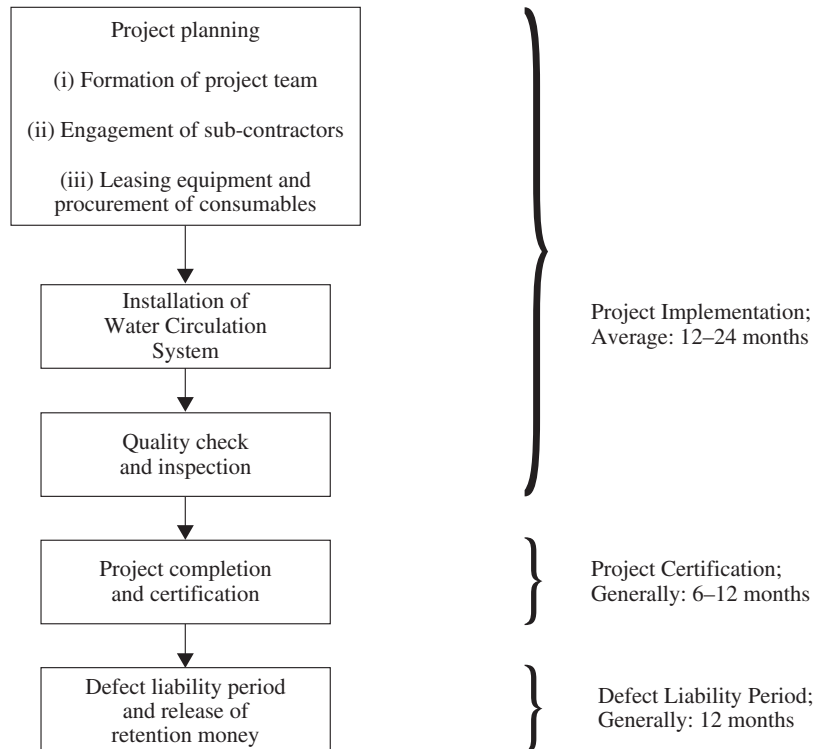 Project planning
(i) Formation of project team
(ii) Engagement of sub-contractors
(iii) Leasing equipment and
procurement of consumables
Installation of
Water Circulation
System
Project Implementation;
Average: 12–24 months
Quality check
and inspection
Project completion
and certification
Project Certification;
Generally: 6–12 months
Defect liability period
and release of
retention money
Defect Liability Period;
Generally: 12 months